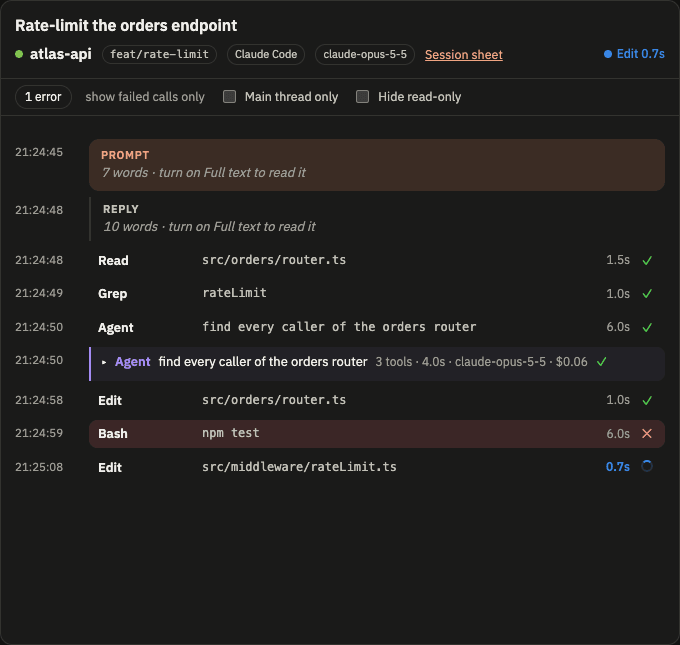 Rate-limit the orders endpoint
atlas-api feat/rate-limit Claude Code claude-opus-5-5 Session sheet Edit 0.7s
1 error show failed calls only Main thread only Hide read-only
21:24:45 PROMPT
7 words · turn on Full text to read it
21:24:48 REPLY
10 words · turn on Full text to read it
21:24:48 Read src/orders/router.ts 1.5s ✓
21:24:49 Grep rateLimit 1.0s ✓
21:24:50 Agent find every caller of the orders router 6.0s ✓
21:24:50 ▸ Agent find every caller of the orders router 3 tools · 4.0s · claude-opus-5-5 · $0.06 ✓
21:24:58 Edit src/orders/router.ts 1.0s ✓
21:24:59 Bash npm test 6.0s ✕
21:25:08 Edit src/middleware/rateLimit.ts 0.7s